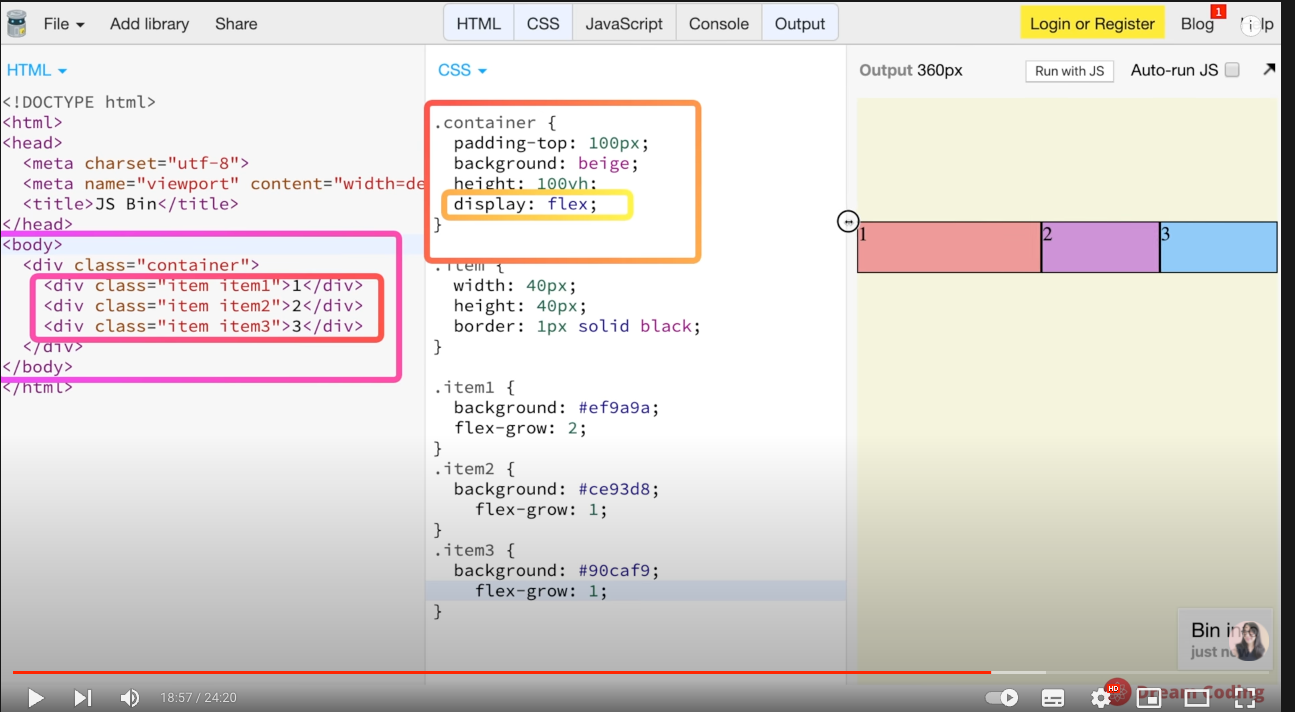 File Add library Share HTML CSS JavaScript Console Output Login or Register Blog 1
HTML
<!DOCTYPE html>
<html>
<head>
<meta charset="utf-8">
<meta name="viewport" content="width=de
<title>JS Bin</title>
</head>
<body>
<div class="container">
<div class="item item1">1</div>
<div class="item item2">2</div>
<div class="item item3">3</div>
</div>
</body>
</html>
CSS
.container {
padding-top: 100px;
background: beige;
height: 100vh;
display: flex;
}
.item {
width: 40px;
height: 40px;
border: 1px solid black;
}
.item1 {
background: #ef9a9a;
flex-grow: 2;
}
.item2 {
background: #ce93d8;
flex-grow: 1;
}
.item3 {
background: #90caf9;
flex-grow: 1;
}
Output 360px Run with JS Auto-run JS
1 2 3
Bin
just
18:57 / 24:20
HD
Dream Coding